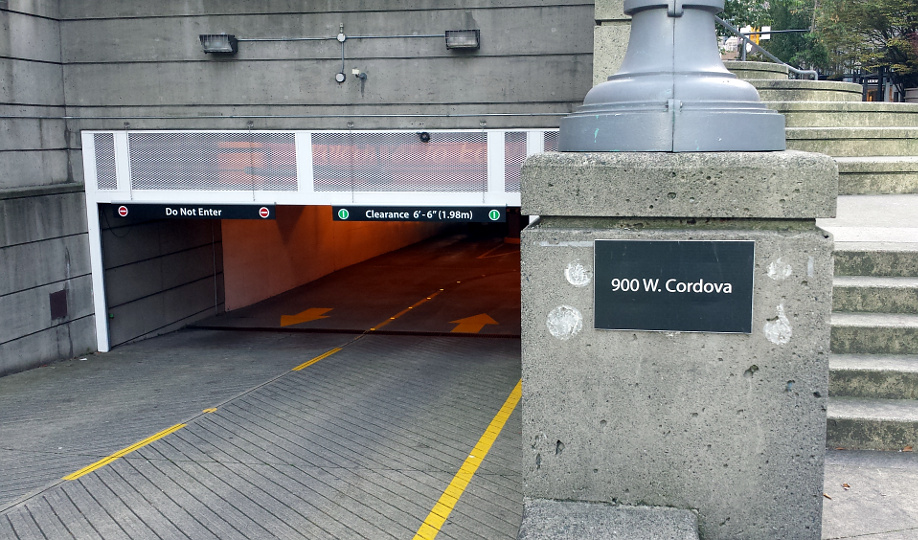 Do Not Enter
Clearance 6'-6" (1.98m)
900 W. Cordova